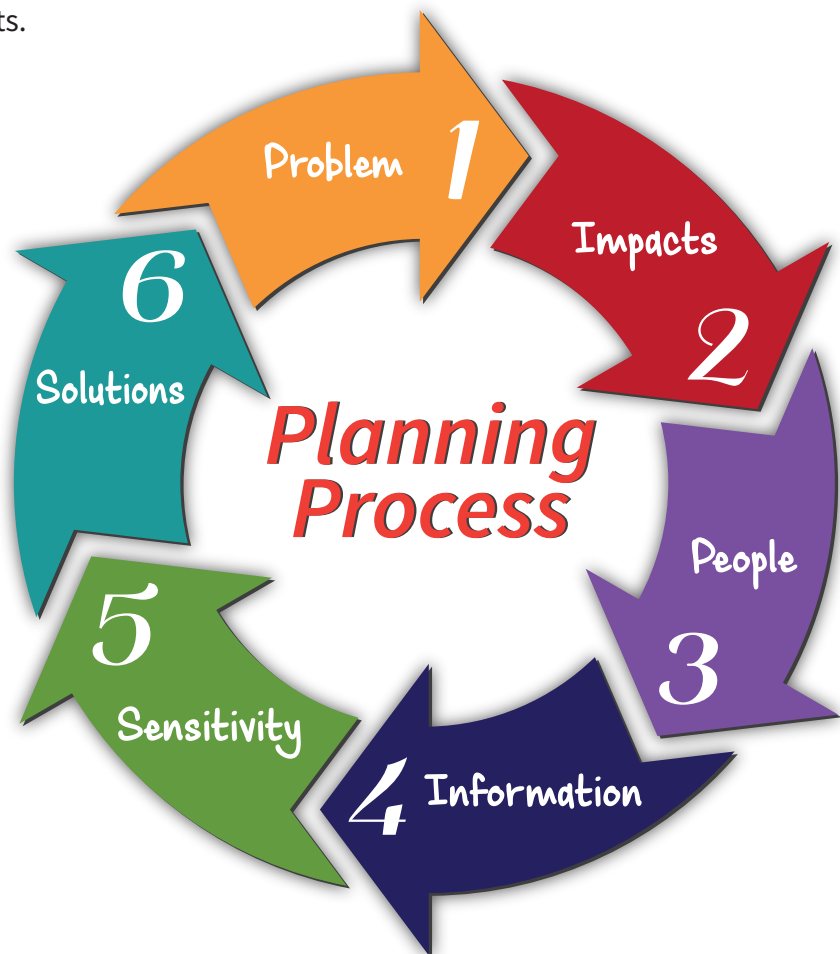 ts.
Problem 1
Impacts
2
People
3
4 Information
5
Sensitivity
6
Solutions
Planning
Process